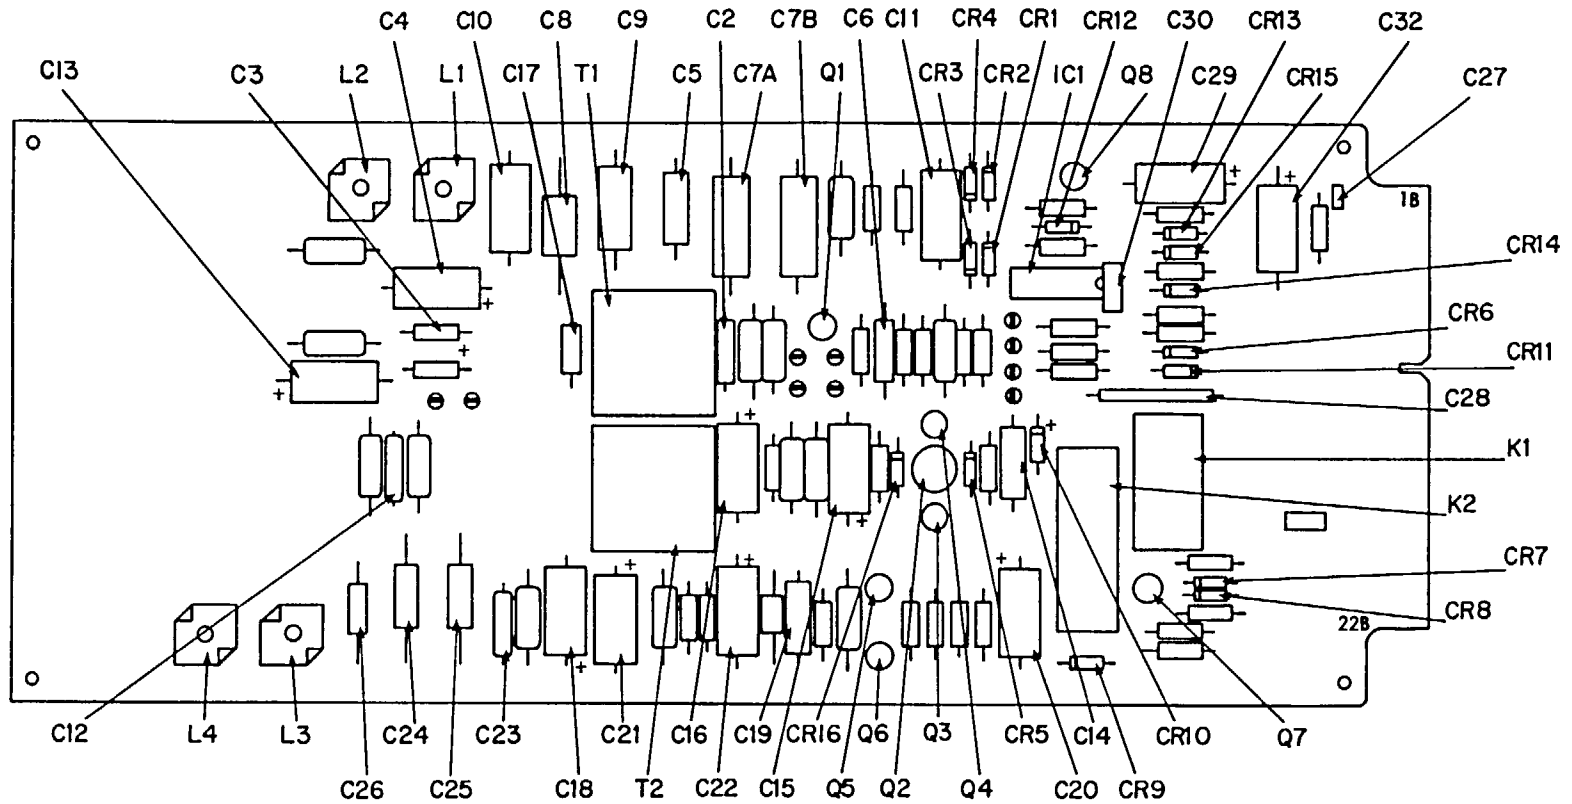 C4 C10 C8 C9 C2 C7B C6 C11 CR4 CR1 CR12 C30 CR13 C32
C13 C3 L2 L1 C17 T1 C5 C7A Q1 CR3 CR2 IC1 Q8 C29 CR15 C27
+
+
1B
CR14
+
CR6
+
CR11
+
C28
+
+
K1
K2
+
+
+
+
CR7
CR8
22B
+
C12 L4 L3 C24 C23 C21 C16 C19 CR16 Q6 Q3 CR5 C14 CR10 Q7
C26 C25 C18 T2 C22 C15 Q5 Q2 Q4 C20 CR9